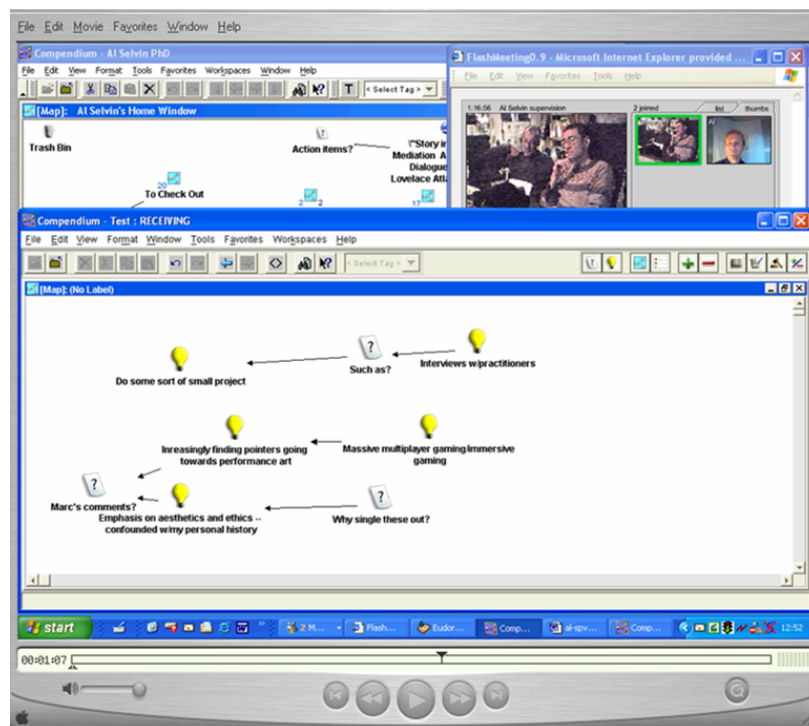 File Edit Movie Favorites Window Help
Compendium - Al Selvin PhD
File Edit View Format Tools Favorites Workspaces Window Help
T < Select Tag >
[Map]: Al Selvin's Home Window
Trash Bin
Action items?
\"Story in
Mediation A
Dialogue
Lovelace Atla
20
To Check Out
2 2
17
FlashMeeting0.9 - Microsoft Internet Explorer provided ...
File Edit View Favorites Tools Help
1:16:56 Al Selvin supervision
2 joined
list
thumbs
Al
Compendium - Test : RECEIVING
File Edit View Format Window Tools Favorites Workspaces Help
< Select Tag >
[Map]: (No Label)
Do some sort of small project
Such as?
Interviews w/practitioners
Inreasingly finding pointers going
towards performance art
Massive multiplayer gaming/immersive
gaming
Marc's comments?
Emphasis on aesthetics and ethics --
confounded w/my personal history
Why single these out?
start
2 M...
Flash...
Eudor...
Comp...
al-spv...
Comp...
12:52
00:01:07